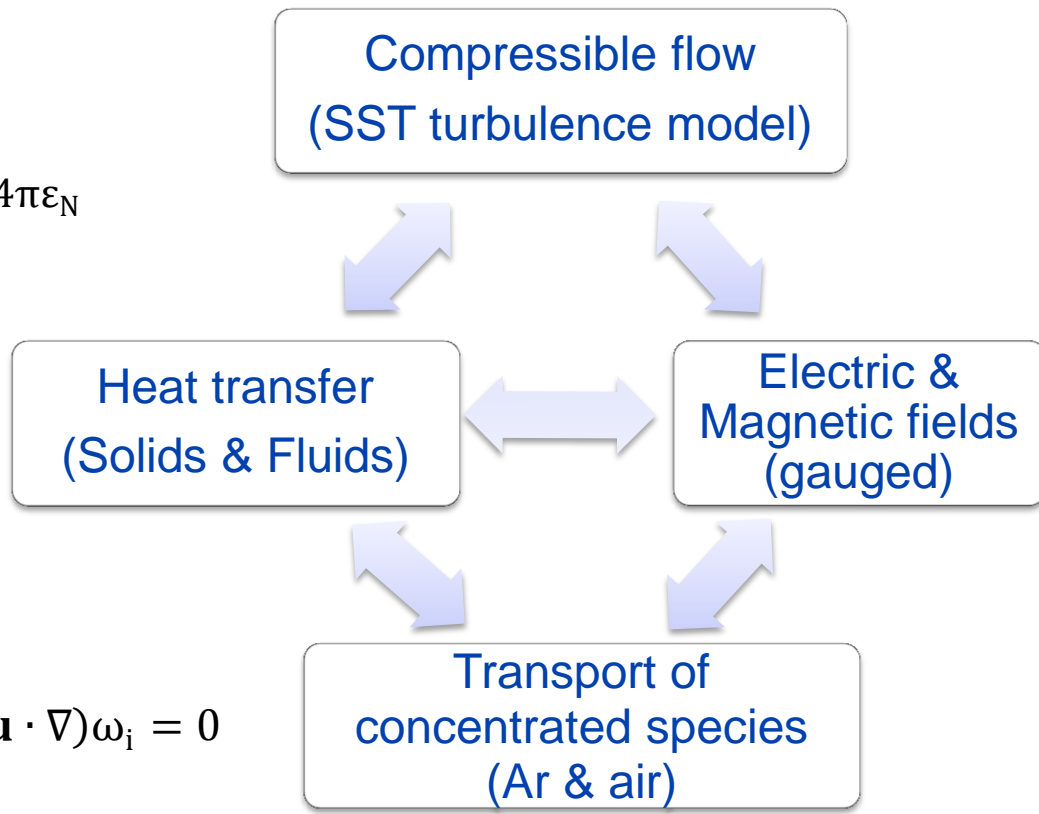 Compressible flow
(SST turbulence model)
4πε_N
Heat transfer
(Solids & Fluids)
Electric &
Magnetic fields
(gauged)
𝐮 · ∇)ω_i = 0
Transport of
concentrated species
(Ar & air)